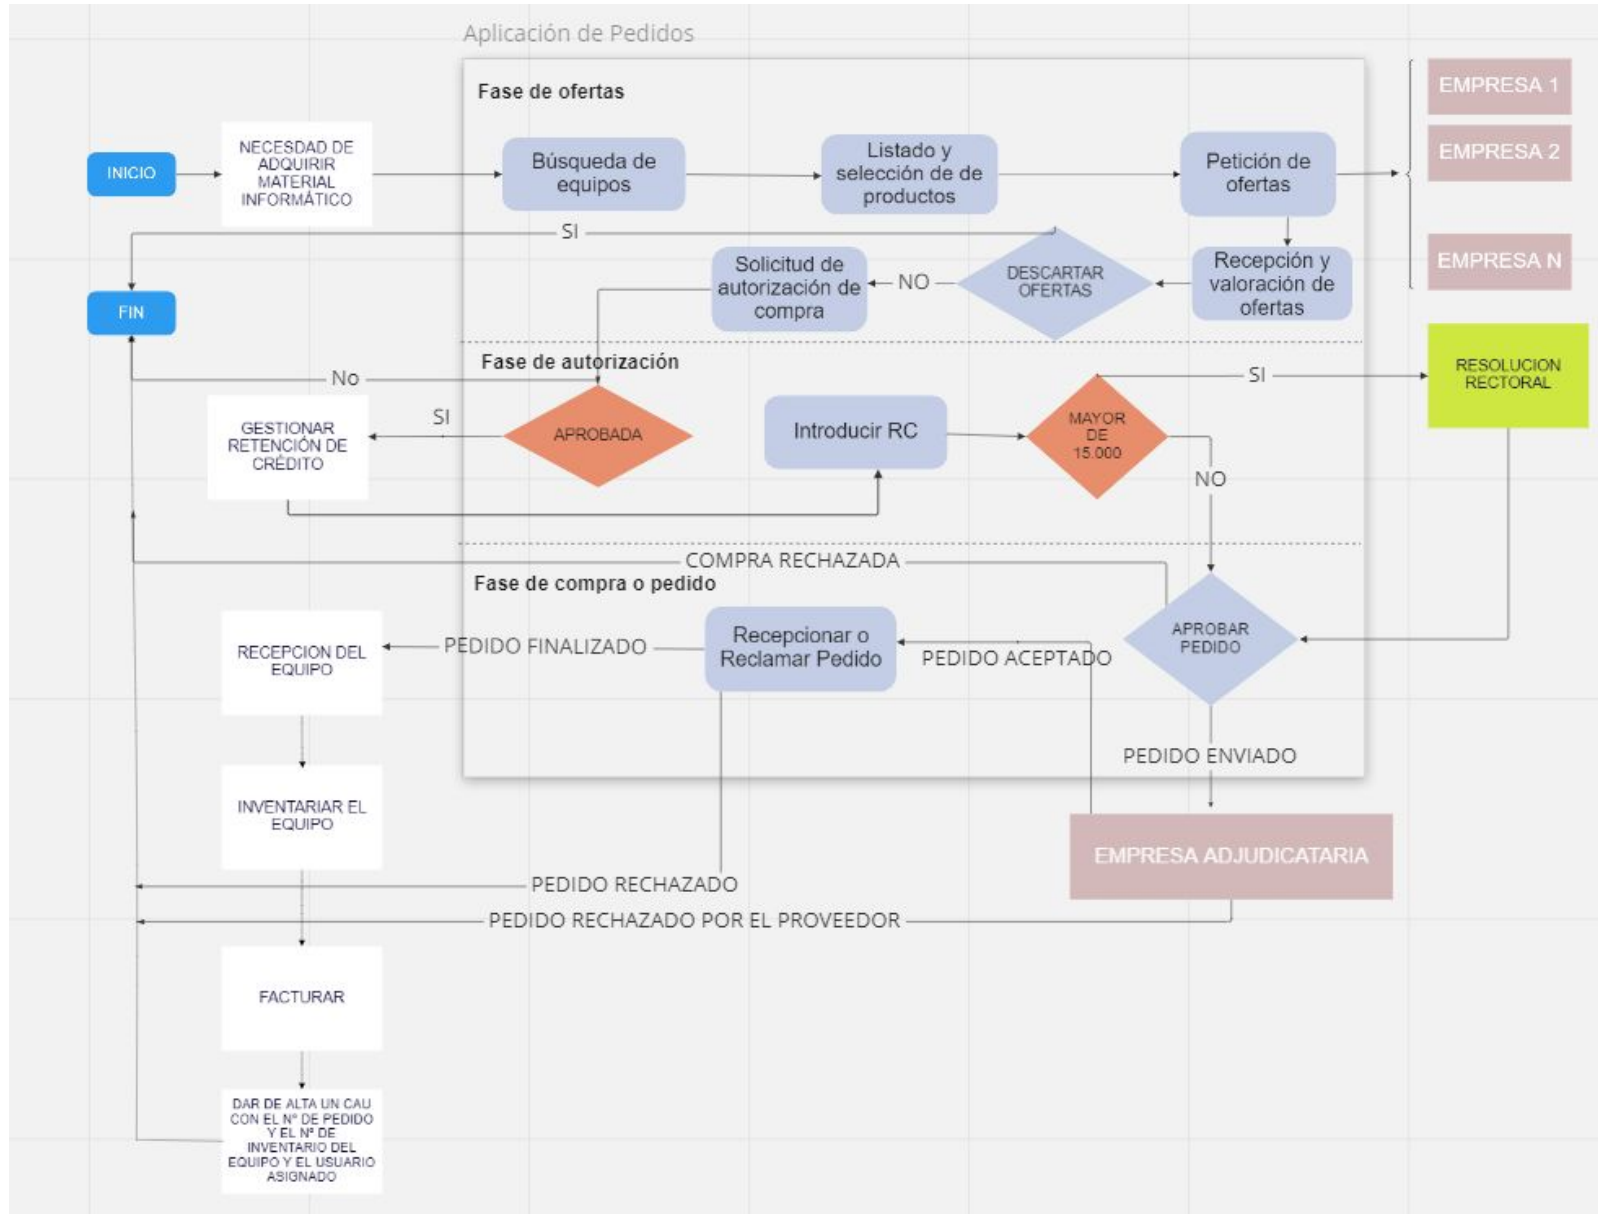 Aplicación de Pedidos
Fase de ofertas
EMPRESA 1
EMPRESA 2
EMPRESA N
INICIO
NECESDAD DE
ADQUIRIR
MATERIAL
INFORMÁTICO
Búsqueda de
equipos
Listado y
selección de de
productos
Petición de
ofertas
SI
FIN
Solicitud de
autorización de
compra
NO
DESCARTAR
OFERTAS
Recepción y
valoración de
ofertas
Fase de autorización
No
SI
GESTIONAR
RETENCIÓN DE
CRÉDITO
APROBADA
Introducir RC
MAYOR
DE
15.000
SI
RESOLUCION
RECTORAL
NO
COMPRA RECHAZADA
Fase de compra o pedido
RECEPCION DEL
EQUIPO
PEDIDO FINALIZADO
Recepcionar o
Reclamar Pedido
PEDIDO ACEPTADO
APROBAR
PEDIDO
PEDIDO ENVIADO
INVENTARIAR EL
EQUIPO
EMPRESA ADJUDICATARIA
PEDIDO RECHAZADO
PEDIDO RECHAZADO POR EL PROVEEDOR
FACTURAR
DAR DE ALTA UN CAU
CON EL Nº DE PEDIDO
Y EL Nº DE
INVENTARIO DEL
EQUIPO Y EL USUARIO
ASIGNADO